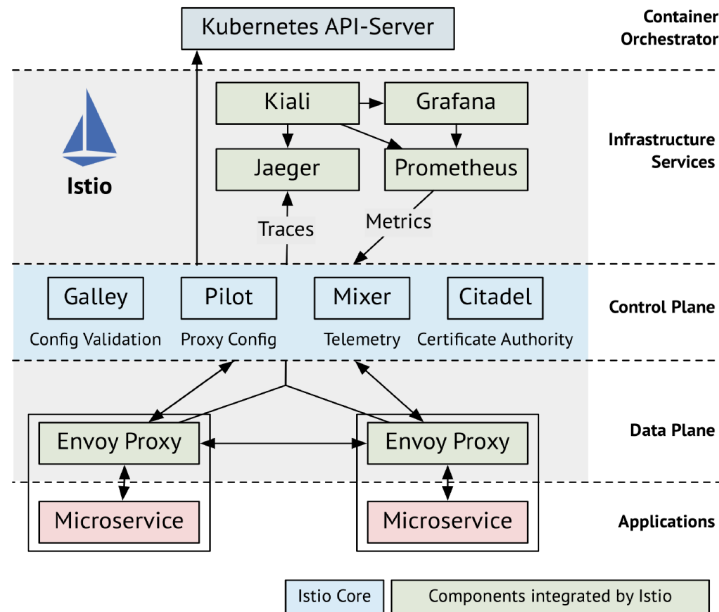 Kubernetes API-Server
Container
Orchestrator
Kiali
Grafana
Infrastructure
Services
Jaeger
Prometheus
Istio
Traces
Metrics
Galley
Pilot
Mixer
Citadel
Control Plane
Config Validation
Proxy Config
Telemetry
Certificate Authority
Envoy Proxy
Envoy Proxy
Data Plane
Microservice
Microservice
Applications
Istio Core
Components integrated by Istio